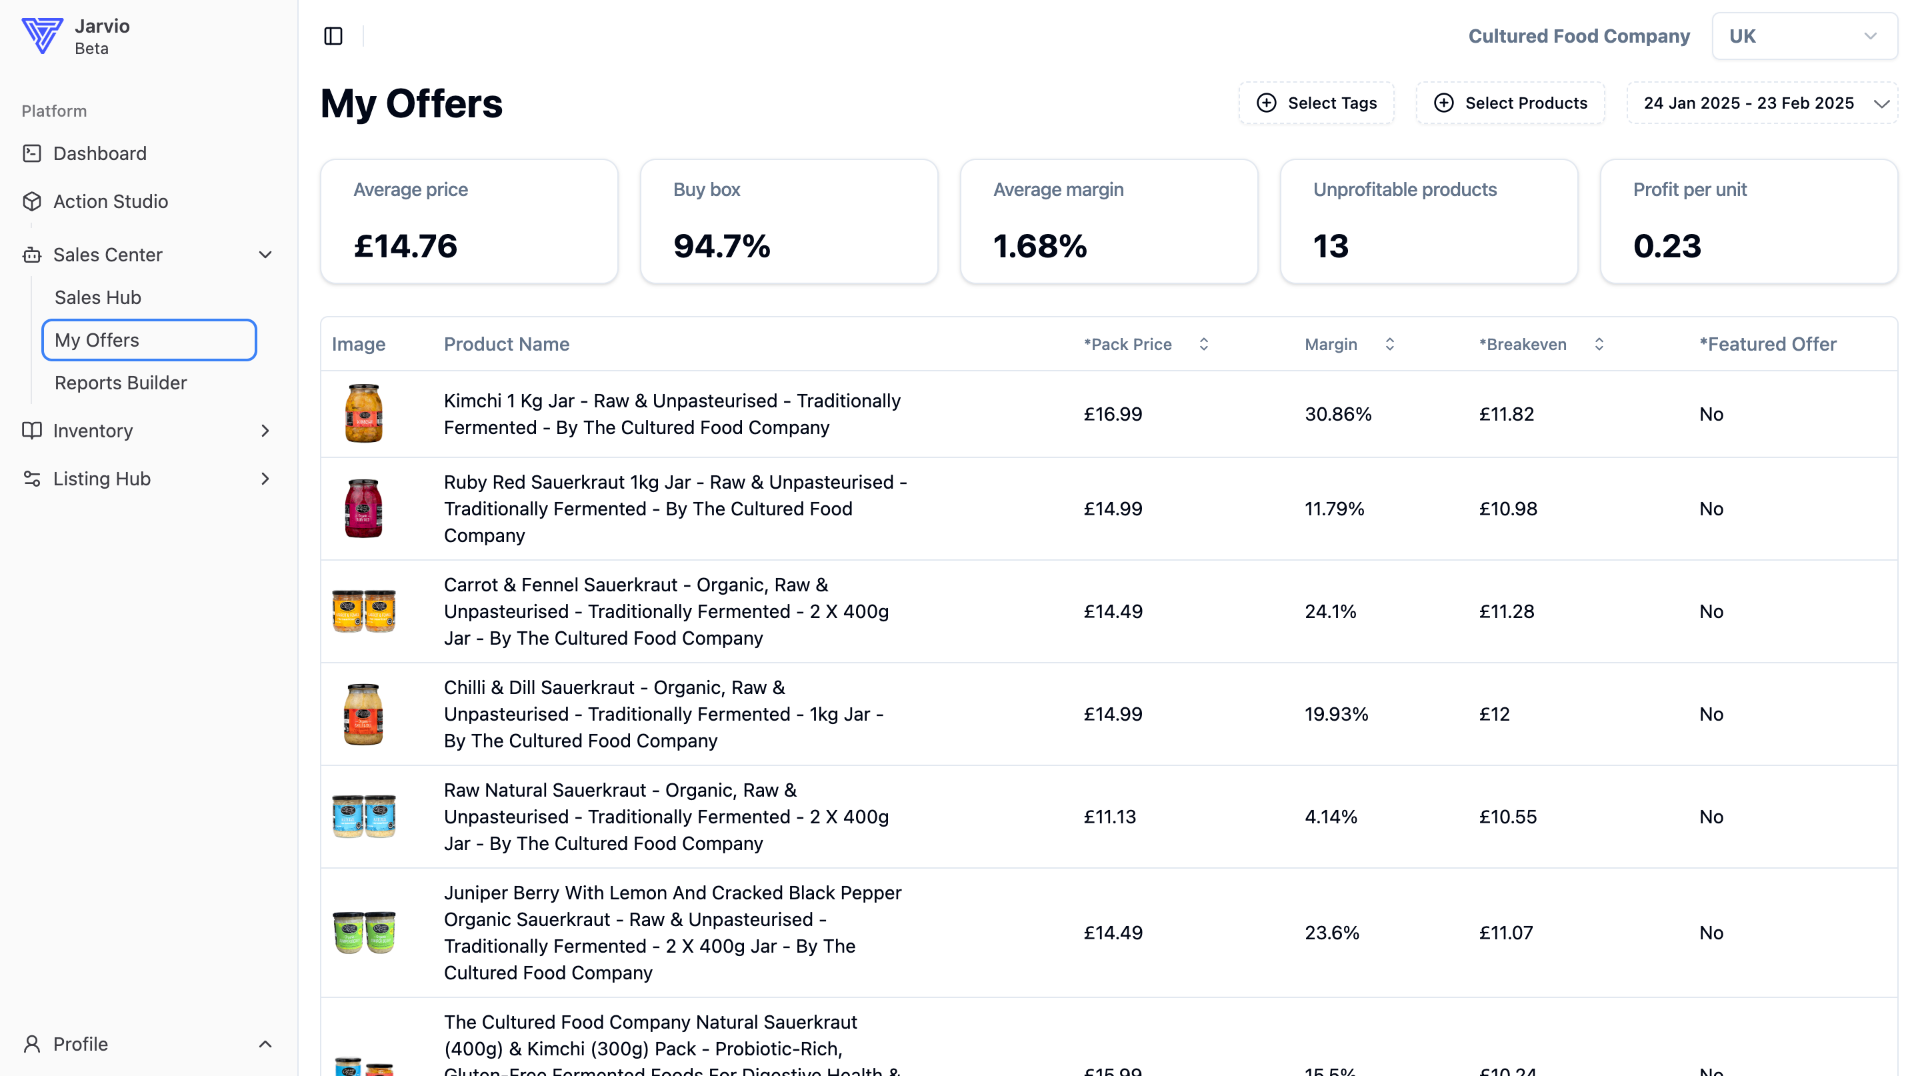 Jarvio
Beta
Platform
Dashboard
Action Studio
Sales Center
Sales Hub
My Offers
Reports Builder
Inventory
Listing Hub
Profile
Cultured Food Company
UK
My Offers
Select Tags
Select Products
24 Jan 2025 - 23 Feb 2025
Average price
£14.76
Buy box
94.7%
Average margin
1.68%
Unprofitable products
13
Profit per unit
0.23
Image Product Name *Pack Price Margin *Breakeven *Featured Offer
Kimchi 1 Kg Jar - Raw & Unpasteurised - Traditionally
Fermented - By The Cultured Food Company
£16.99 30.86% £11.82 No
Ruby Red Sauerkraut 1kg Jar - Raw & Unpasteurised -
Traditionally Fermented - By The Cultured Food
Company
£14.99 11.79% £10.98 No
Carrot & Fennel Sauerkraut - Organic, Raw &
Unpasteurised - Traditionally Fermented - 2 X 400g
Jar - By The Cultured Food Company
£14.49 24.1% £11.28 No
Chilli & Dill Sauerkraut - Organic, Raw &
Unpasteurised - Traditionally Fermented - 1kg Jar -
By The Cultured Food Company
£14.99 19.93% £12 No
Raw Natural Sauerkraut - Organic, Raw &
Unpasteurised - Traditionally Fermented - 2 X 400g
Jar - By The Cultured Food Company
£11.13 4.14% £10.55 No
Juniper Berry With Lemon And Cracked Black Pepper
Organic Sauerkraut - Raw & Unpasteurised -
Traditionally Fermented - 2 X 400g Jar - By The
Cultured Food Company
£14.49 23.6% £11.07 No
The Cultured Food Company Natural Sauerkraut
(400g) & Kimchi (300g) Pack - Probiotic-Rich,
Gluten-Free Fermented Foods For Digestive Health &
£15.99 15.5% £10.24 No